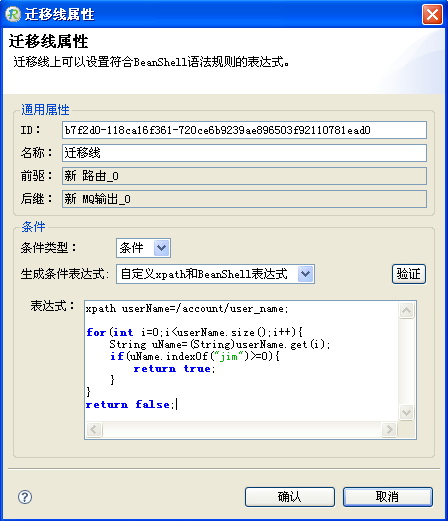 迁移线属性
迁移线属性
迁移线上可以设置符合BeanShell语法规则的表达式。
通用属性
ID： b7f2d0-118ca16f361-720ce6b9239ae896503f92110781ead0
名称： 迁移线
前驱： 新 路由_0
后继： 新 MQ输出_0
条件
条件类型： 条件
生成条件表达式: 自定义xpath和BeanShell表达式 验证
表达式： xpath userName=/account/user_name;
for(int i=0;i<userName.size();i++){
String uName=(String)userName.get(i);
if(uName.indexOf("jim")>=0){
return true;
}
}
return false;
? 确认 取消